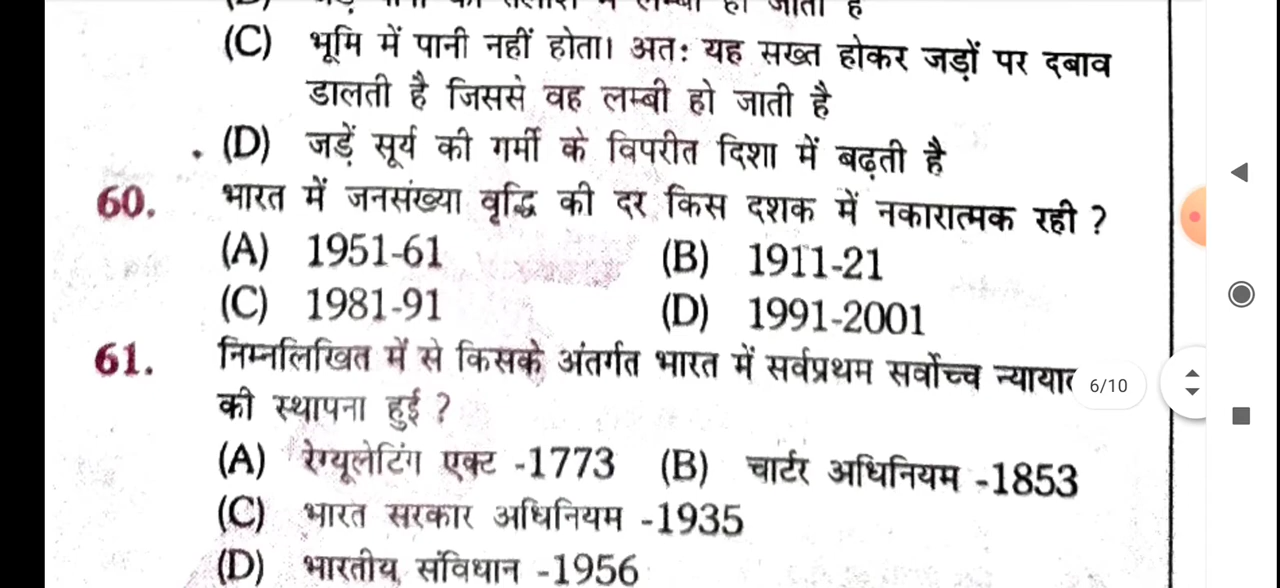 (C) भूमि में पानी नहीं होता। अतः यह सख्त होकर जड़ों पर दबाव
डालती है जिससे वह लम्बी हो जाती है
(D) जड़ें सूर्य की गर्मी के विपरीत दिशा में बढ़ती है
60. भारत में जनसंख्या वृद्धि की दर किस दशक में नकारात्मक रही ?
(A) 1951-61 (B) 1911-21
(C) 1981-91 (D) 1991-2001
61. निम्नलिखित में से किसके अंतर्गत भारत में सर्वप्रथम सर्वोच्च
6/10
की स्थापना हुई ?
(A) रेग्यूलेटिंग एक्ट -1773 (B) चार्टर अधिनियम -1853
(C) भारत सरकार अधिनियम -1935
(D) भारतीय संविधान -1956